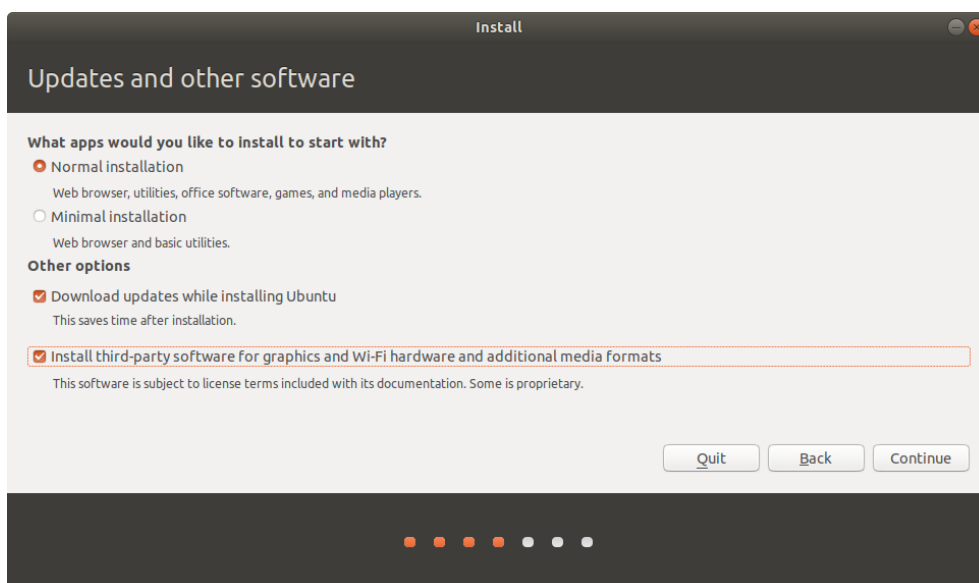 Install
Updates and other software
What apps would you like to install to start with?
Normal installation
Web browser, utilities, office software, games, and media players.
Minimal installation
Web browser and basic utilities.
Other options
Download updates while installing Ubuntu
This saves time after installation.
Install third-party software for graphics and Wi-Fi hardware and additional media formats
This software is subject to license terms included with its documentation. Some is proprietary.
Quit Back Continue